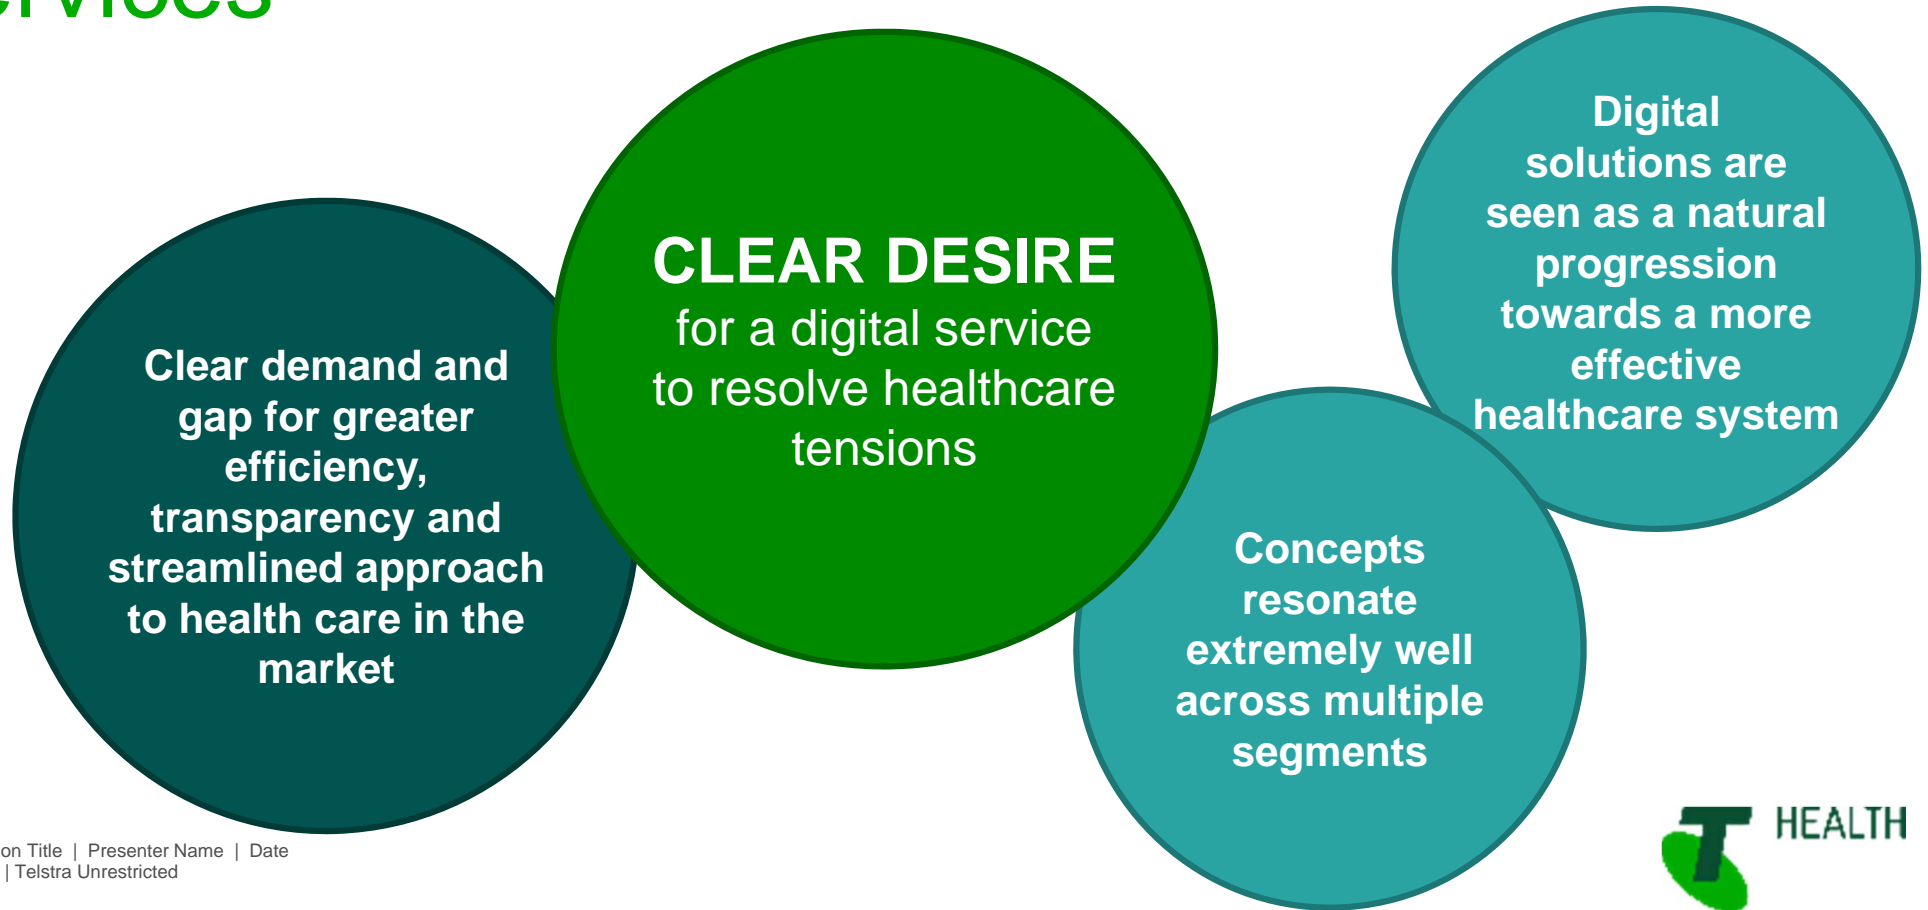 Clear demand and
gap for greater
efficiency,
transparency and
streamlined approach
to health care in the
market
CLEAR DESIRE
for a digital service
to resolve healthcare
tensions
Concepts
resonate
extremely well
across multiple
segments
Digital
solutions are
seen as a natural
progression
towards a more
effective
healthcare system
on Title | Presenter Name | Date
| Telstra Unrestricted
T HEALTH